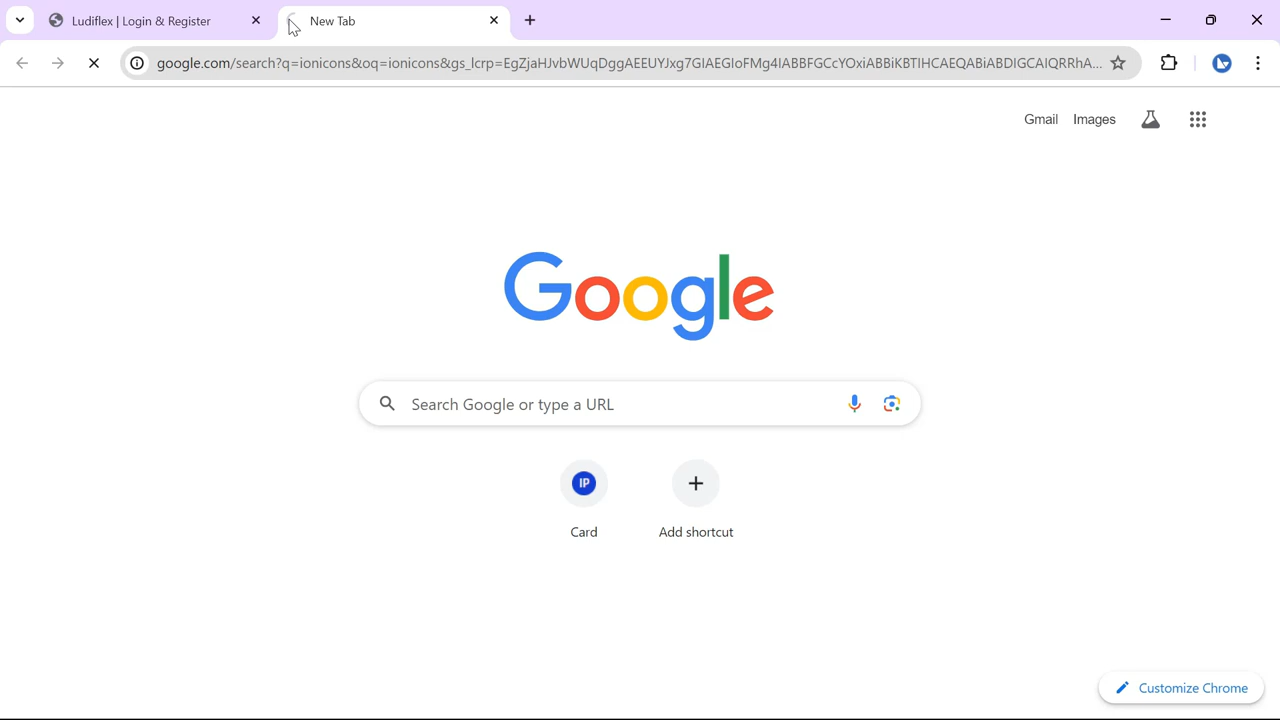 Ludiflex | Login & Register
New Tab
google.com/search?q=ionicons&oq=ionicons&gs_lcrp=EgZjaHJvbWUqDggAEEUYJxg7GIAEGIoFMg4IABBFGCcYOxiABBiKBTIHCAEQABiABDIGCAIQRRhA...
Gmail Images
Google
Search Google or type a URL
IP
Card Add shortcut
Customize Chrome